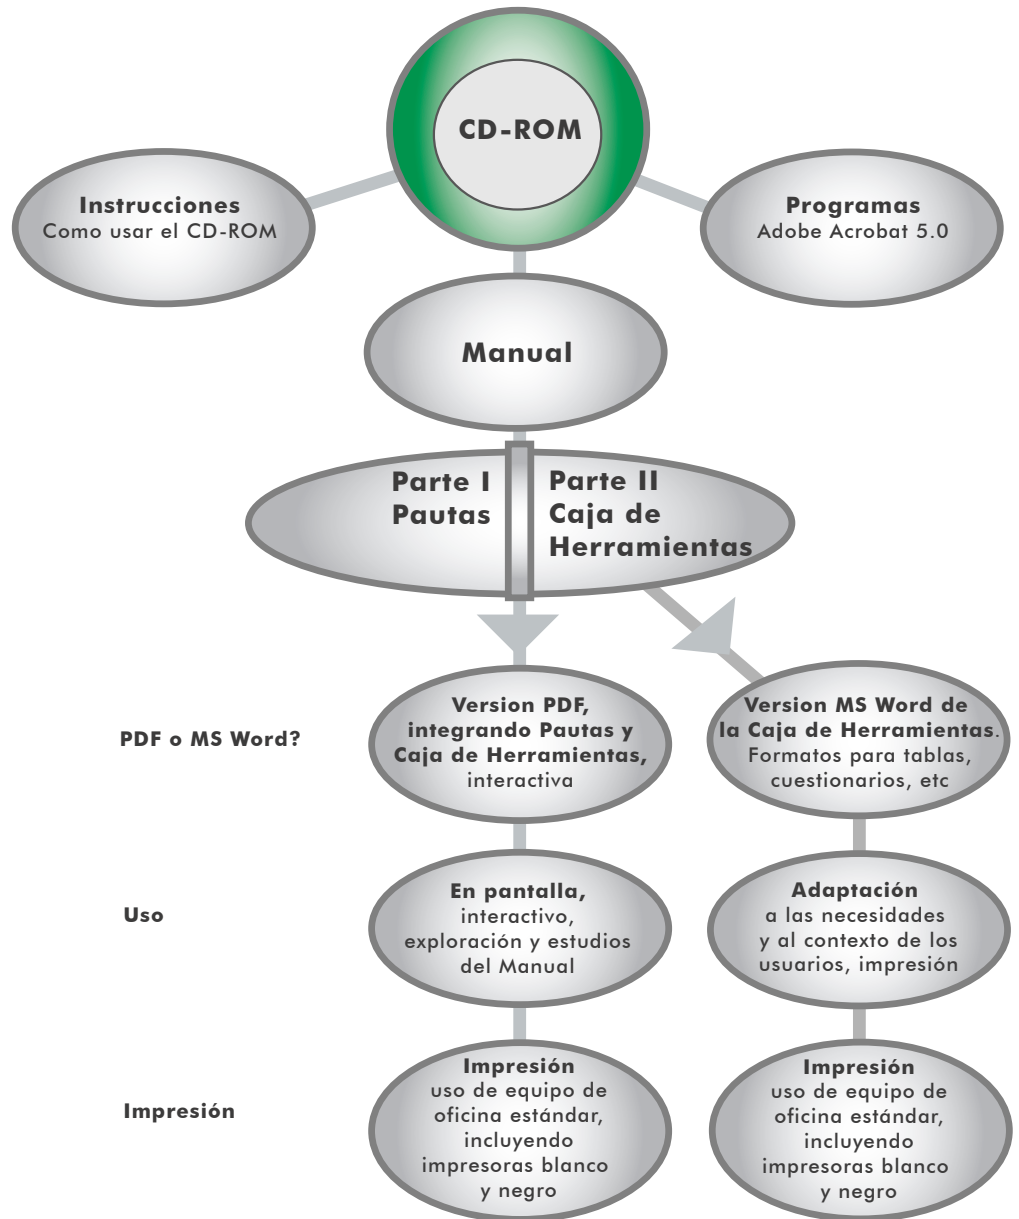 CD-ROM
Instrucciones
Como usar el CD-ROM
Programas
Adobe Acrobat 5.0
Manual
Parte I
Pautas
Parte II
Caja de
Herramientas
PDF o MS Word?
Version PDF,
integrando Pautas y
Caja de Herramientas,
interactiva
Version MS Word de
la Caja de Herramientas.
Formatos para tablas,
cuestionarios, etc
Uso
En pantalla,
interactivo,
exploración y estudios
del Manual
Adaptación
a las necesidades
y al contexto de los
usuarios, impresión
Impresión
Impresión
uso de equipo de
oficina estándar,
incluyendo
impresoras blanco
y negro
Impresión
uso de equipo de
oficina estándar,
incluyendo
impresoras blanco
y negro